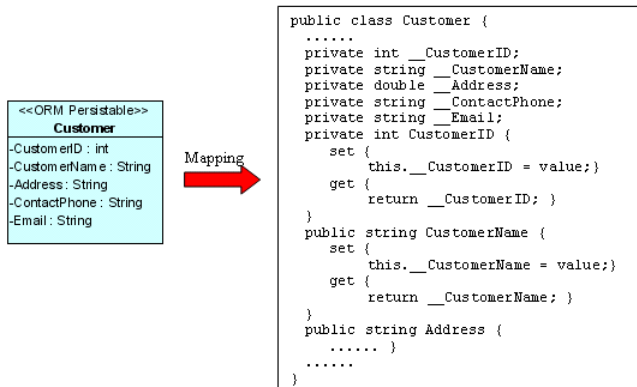 <<ORM Persistable>>
Customer
-CustomerID : int
-CustomerName : String
-Address : String
-ContactPhone : String
-Email : String
Mapping
public class Customer {
......
private int __CustomerID;
private string __CustomerName;
private double __Address;
private string __ContactPhone;
private string __Email;
private int CustomerID {
set {
this.__CustomerID = value;}
get {
return __CustomerID; }
}
public string CustomerName {
set {
this.__CustomerName = value;}
get {
return __CustomerName; }
}
public string Address {
...... }
......
}